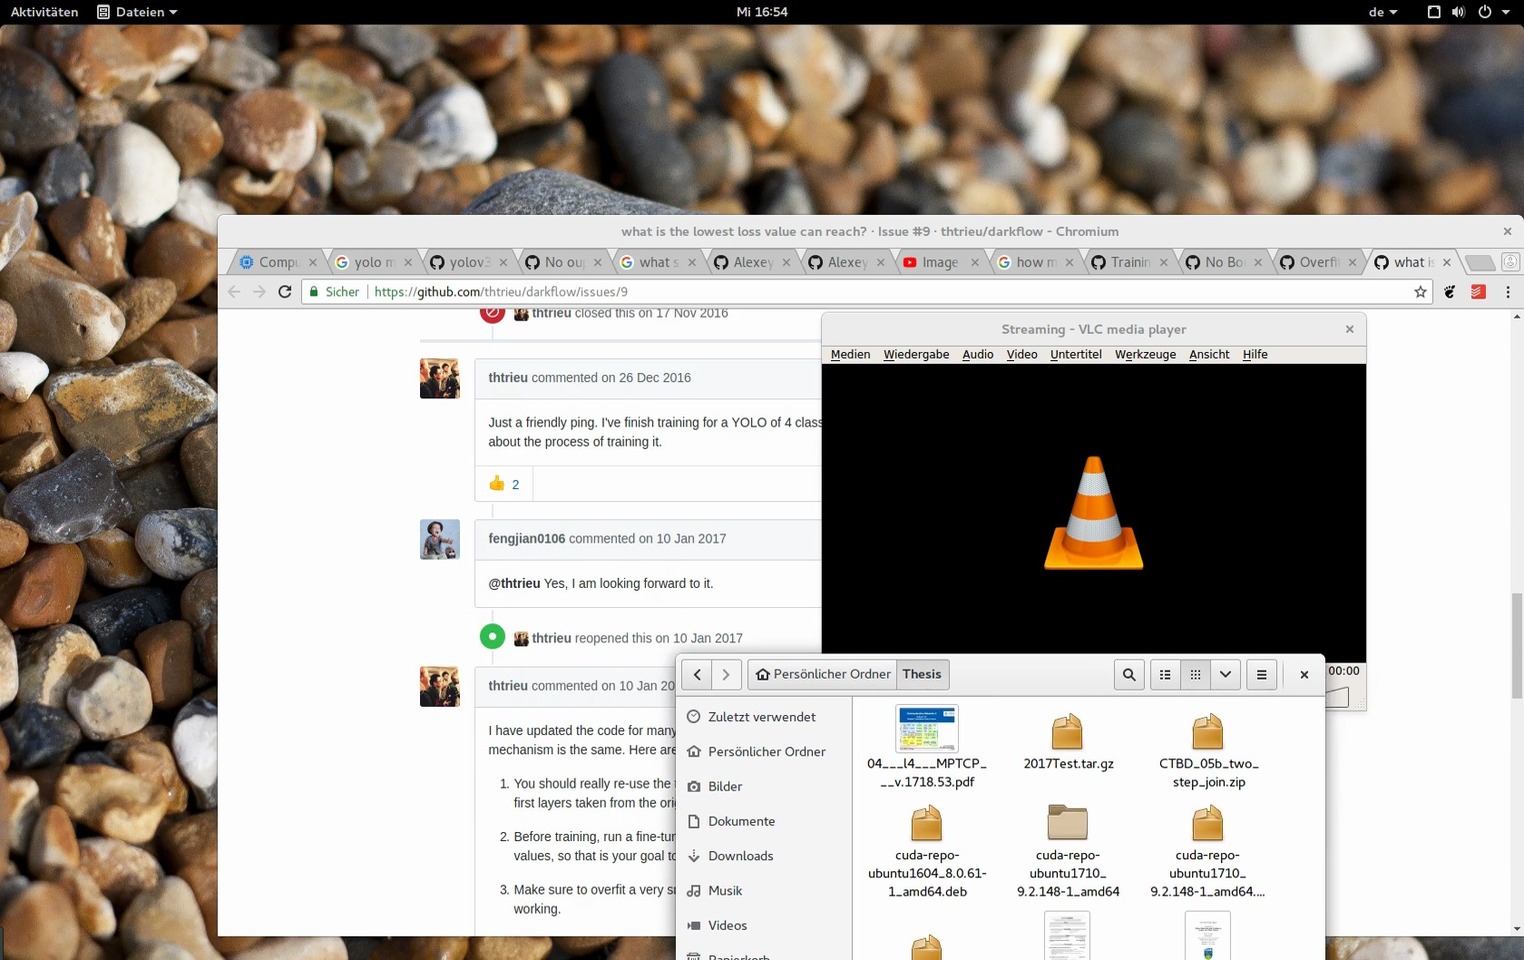 Aktivitäten Dateien Mi 16:54 de
what is the lowest loss value can reach? · Issue #9 · thtrieu/darkflow - Chromium
Compu yolo m yolov3 No ou what s Alexey Alexey Image how m Trainin No Bo Overfi what is
Sicher https://github.com/thtrieu/darkflow/issues/9
thtrieu closed this on 17 Nov 2016
thtrieu commented on 26 Dec 2016
Just a friendly ping. I've finish training for a YOLO of 4 class
about the process of training it.
2
fengjian0106 commented on 10 Jan 2017
@thtrieu Yes, I am looking forward to it.
thtrieu reopened this on 10 Jan 2017
thtrieu commented on 10 Jan 20
I have updated the code for many
mechanism is the same. Here are
1. You should really re-use the
first layers taken from the ori
2. Before training, run a fine-tu
values, so that is your goal to
3. Make sure to overfit a very s
working.
Streaming - VLC media player
Medien Wiedergabe Audio Video Untertitel Werkzeuge Ansicht Hilfe
00:00
Persönlicher Ordner Thesis
Zuletzt verwendet
Persönlicher Ordner
Bilder
Dokumente
Downloads
Musik
Videos
Papierkorb
04___l4___MPTCP_
__v.1718.53.pdf
2017Test.tar.gz
CTBD_05b_two_
step_join.zip
cuda-repo-
ubuntu1604_8.0.61-
1_amd64.deb
cuda-repo-
ubuntu1710_
9.2.148-1_amd64
cuda-repo-
ubuntu1710_
9.2.148-1_amd64....